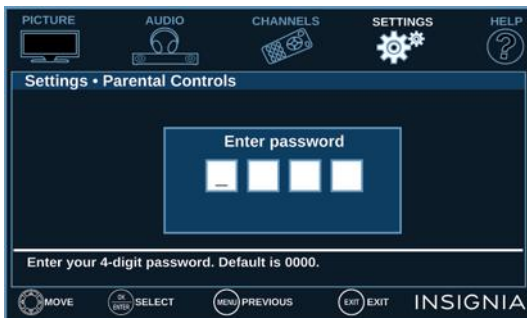 PICTURE AUDIO CHANNELS SETTINGS HELP
?
Settings • Parental Controls
Enter password
_
Enter your 4-digit password. Default is 0000.
MOVE OK ENTER SELECT MENU PREVIOUS EXIT EXIT INSIGNIA